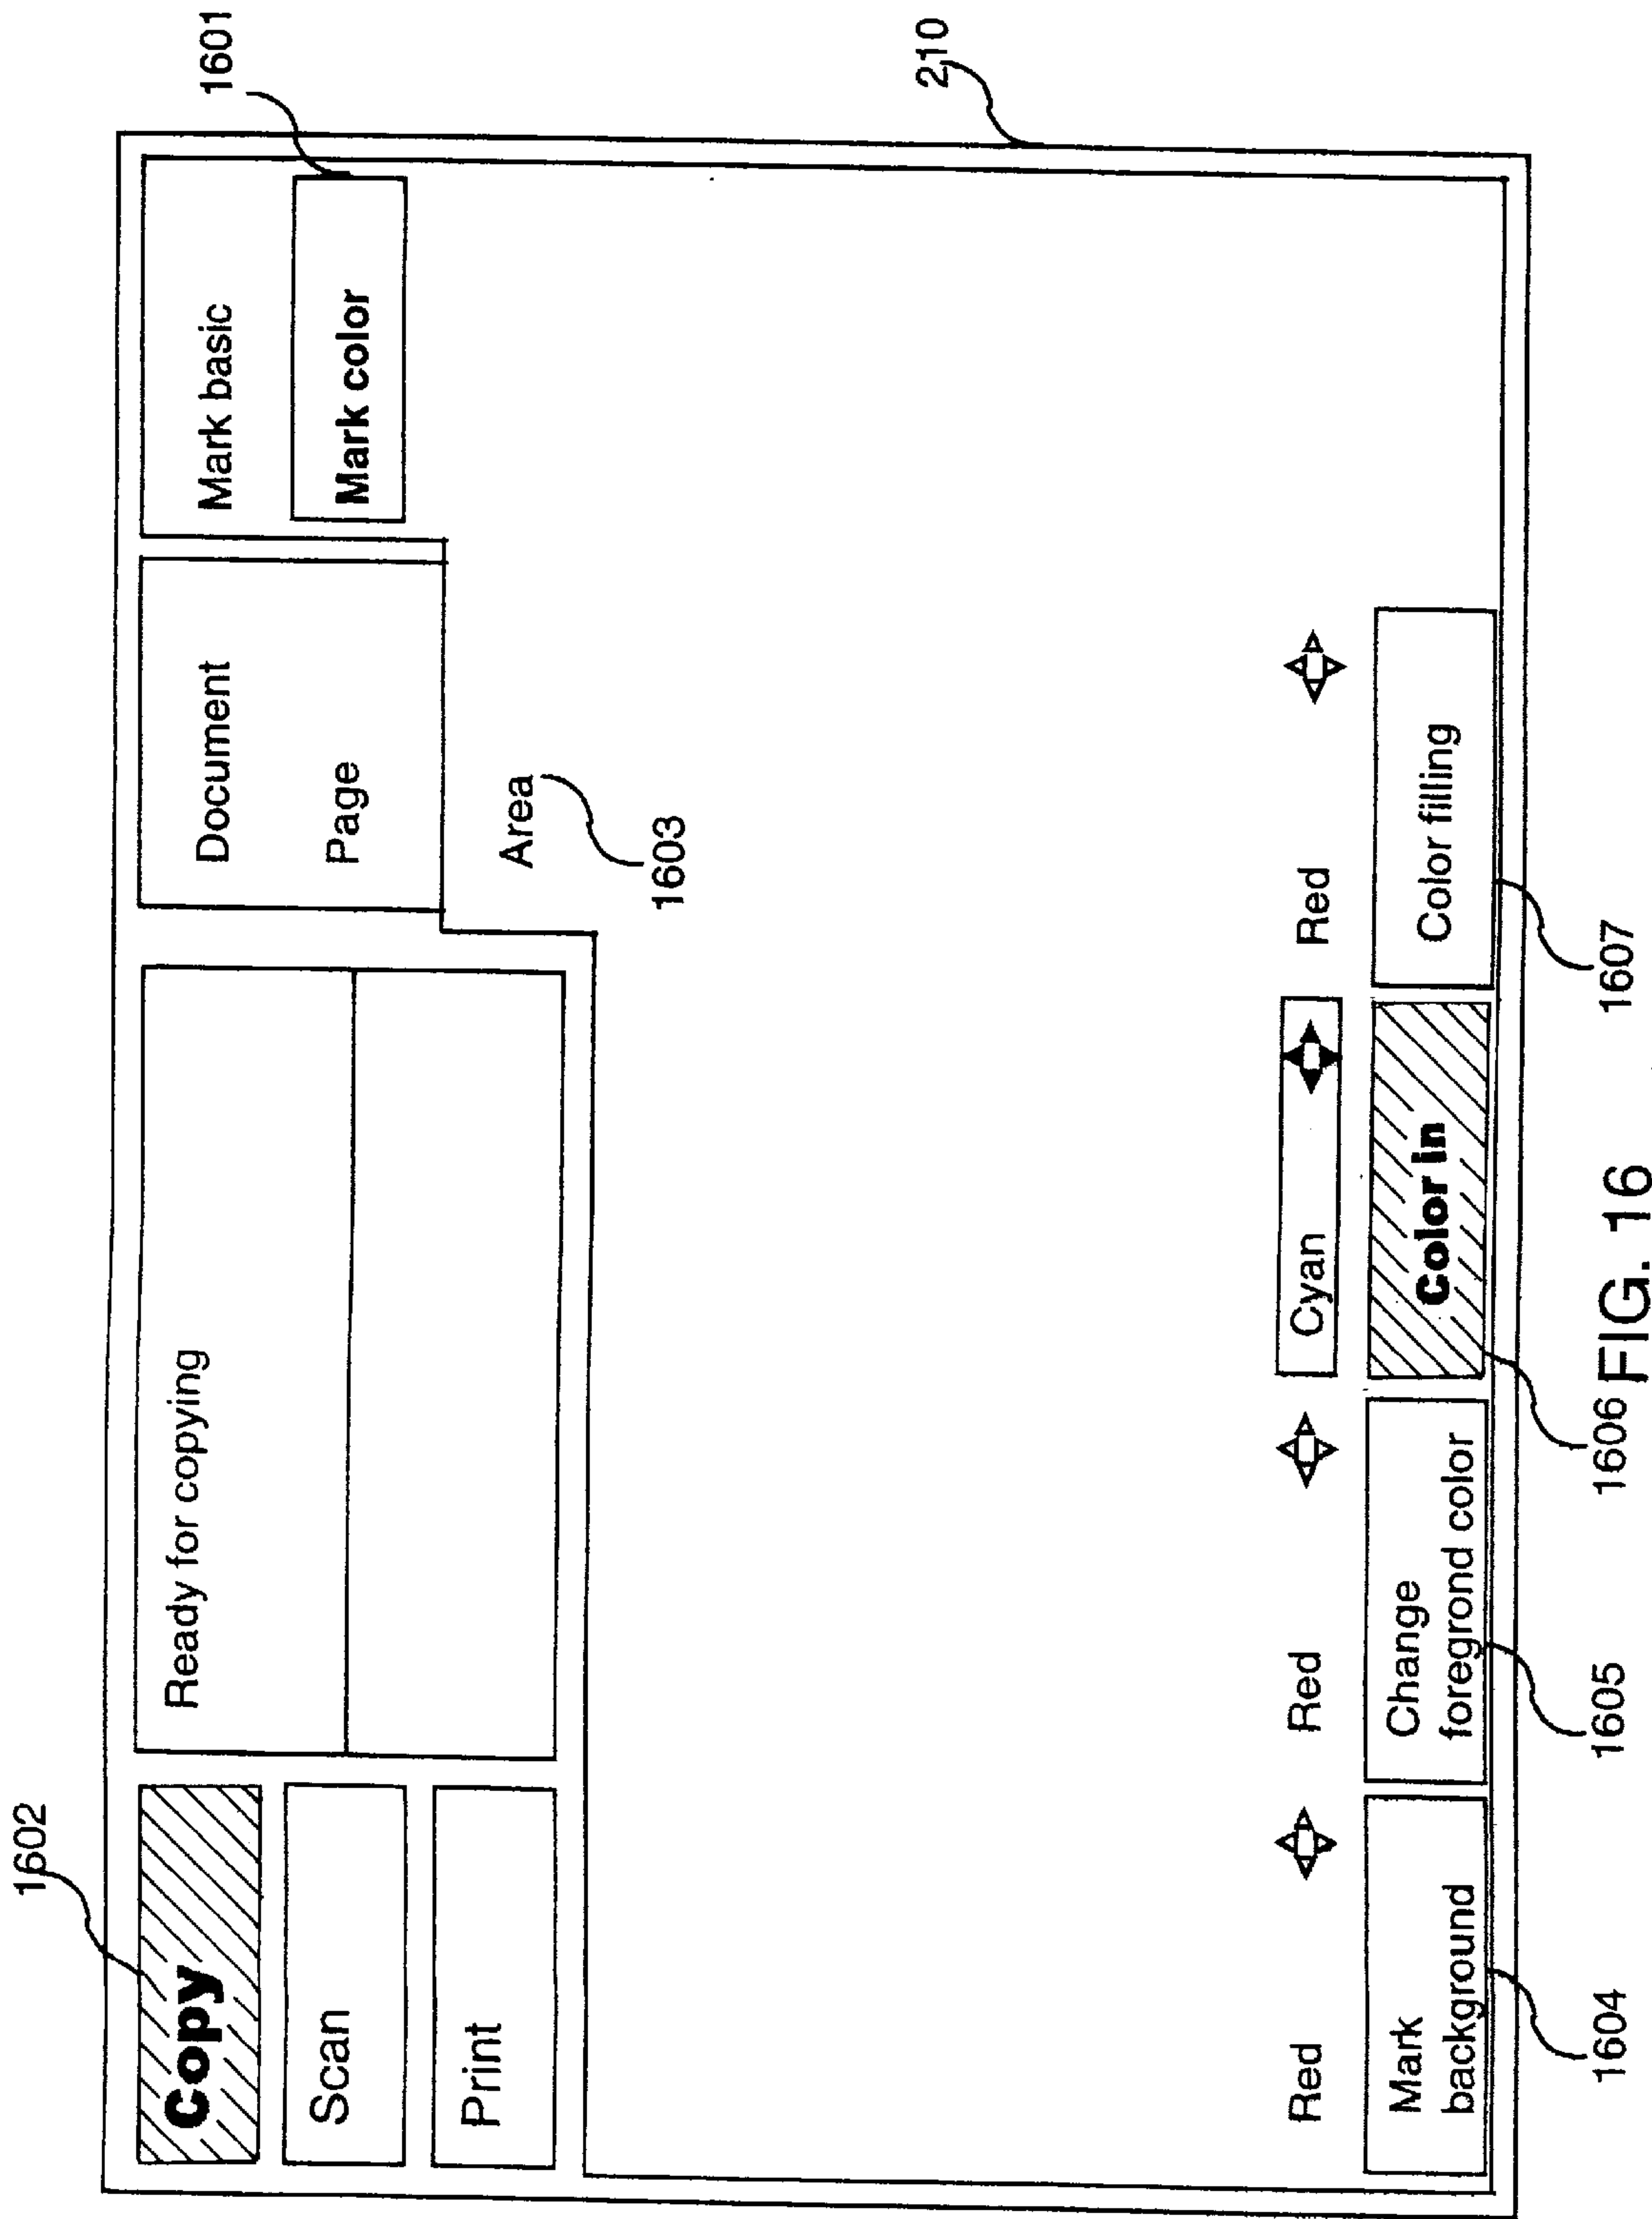 1602
1601
Copy
Scan
Print
Ready for copying
Document
Page
Area
1603
Mark basic
Mark color
210
Red
Red
Cyan
Red
Mark
background
Change
foregrond color
Color in
Color filling
1604
1605
1606
1607
FIG. 16